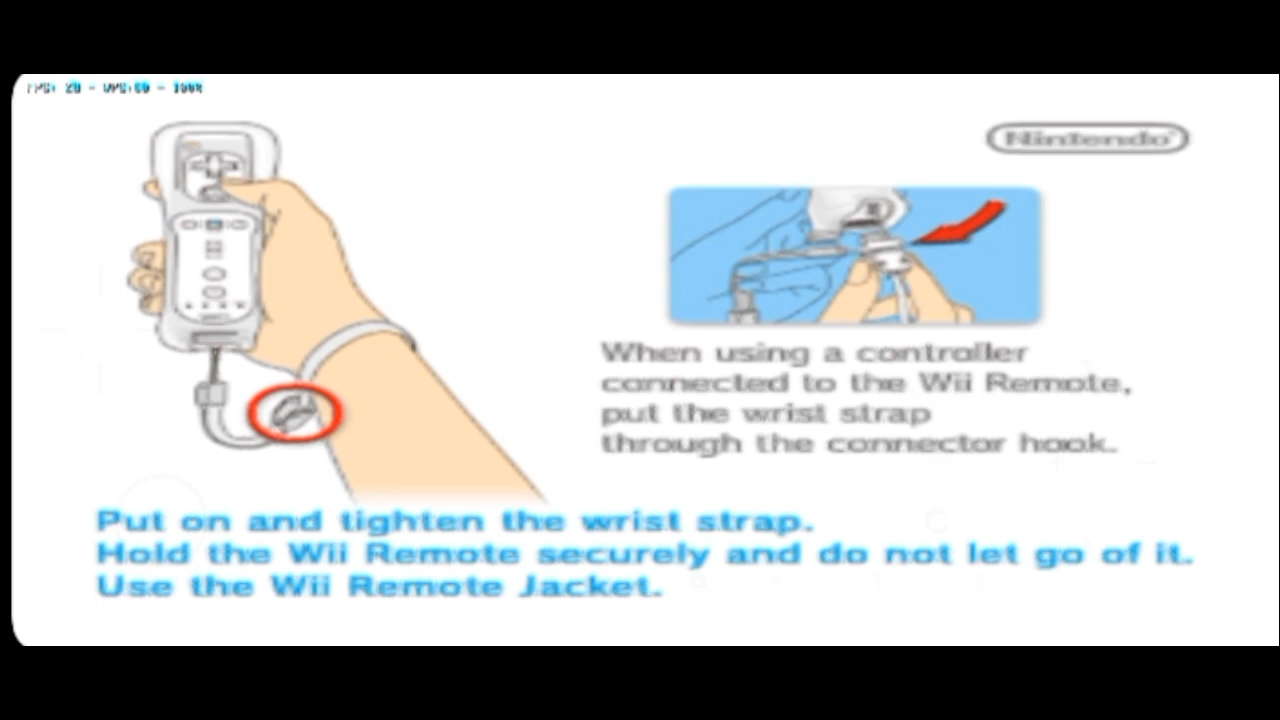 Nintendo
When using a controller
connected to the Wii Remote,
put the wrist strap
through the connector hook.
Put on and tighten the wrist strap.
Hold the Wii Remote securely and do not let go of it.
Use the Wii Remote Jacket.